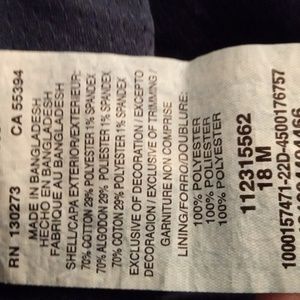 RN 130273 CA 55394
MADE IN BANGLADESH
HECHO EN BANGLADESH
FABRIQUE AU BANGLADESH
SHELL/CAPA EXTERIOR/EXTERIEUR:
70% COTTON 29% POLYESTER 1% SPANDEX
70% ALGODON 29% POLIESTER 1% SPANDEX
70% COTON 29% POLYESTER 1% SPANDEX
EXCLUSIVE OF DECORATION / EXCEPTO
DECORACION / EXCLUSIVE OF TRIMMING /
GARNITURE NON COMPRISE
LINING/FORRO/DOUBLURE:
100% POLYESTER
100% POLIESTER
100% POLYESTER
112315562
18 M
1000157471-22D-4500176757